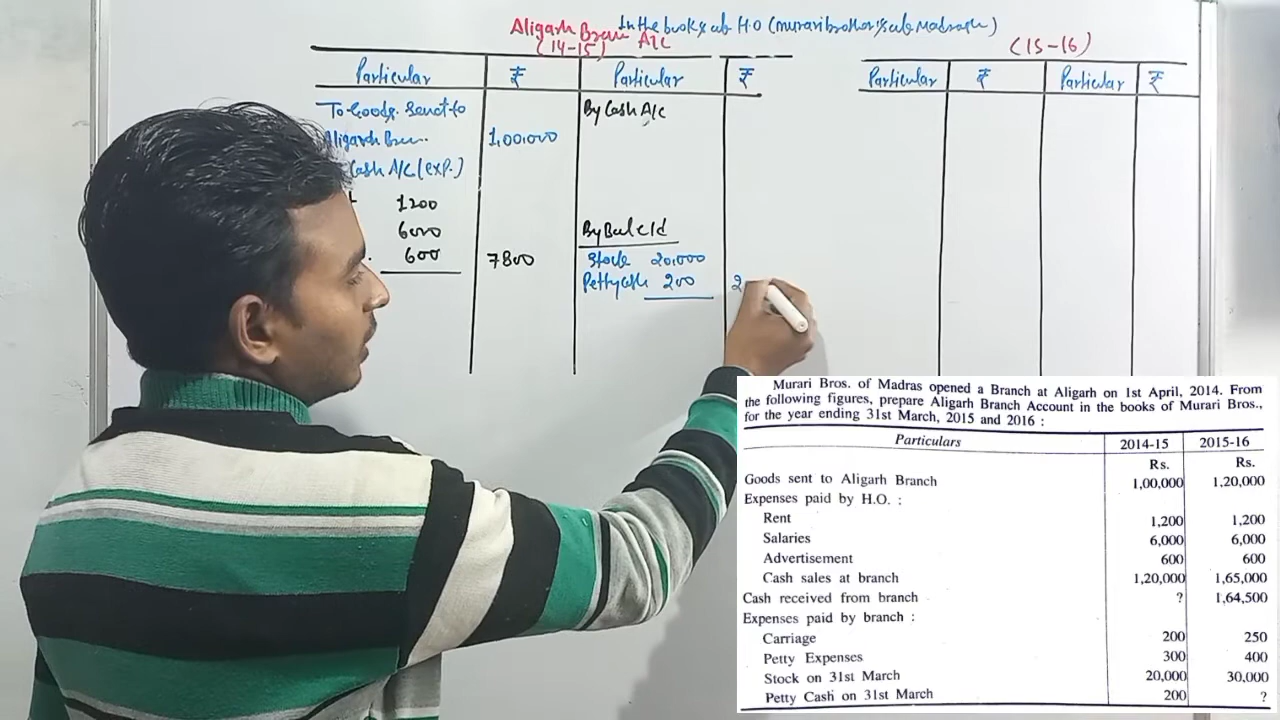 In the books of H.O (murari brother's of Madrash)
Aligarh Bran A/C
(14-15)
(15-16)
Particular ₹ Particular ₹
Particular ₹ Particular ₹
To Goods. Senct to By Cash A/c
Aligarh Bran.. 1,00,000
Cash A/C (exp.)
1200
6000 By Bal c/d
600 7800 Stock 20,000
Pettycash 200 2
Murari Bros. of Madras opened a Branch at Aligarh on 1st April, 2014. From
the following figures, prepare Aligarh Branch Account in the books of Murari Bros.,
for the year ending 31st March, 2015 and 2016 :
Particulars 2014-15 2015-16
Rs. Rs.
Goods sent to Aligarh Branch 1,00,000 1,20,000
Expenses paid by H.O. :
Rent 1,200 1,200
Salaries 6,000 6,000
Advertisement 600 600
Cash sales at branch 1,20,000 1,65,000
Cash received from branch ? 1,64,500
Expenses paid by branch :
Carriage 200 250
Petty Expenses 300 400
Stock on 31st March 20,000 30,000
Petty Cash on 31st March 200 ?